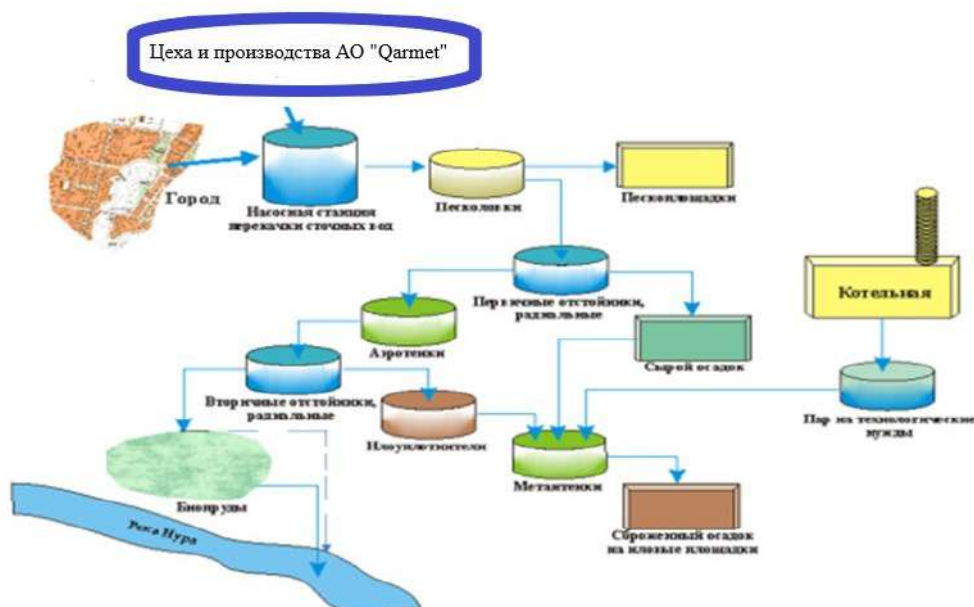 Цеха и производства АО "Qarmet"
Город
Насосная станция
перекачки сточных вод
Песколовки
Песоплощадки
Первичные отстойники,
радиальные
Котельная
Аэротенки
Сырой осадок
Вторичные отстойники,
радиальные
Илоуплотнители
Пар на технологические
нужды
Метантенки
Биопруды
Река Нура
Сброженный осадок
на иловые площадки